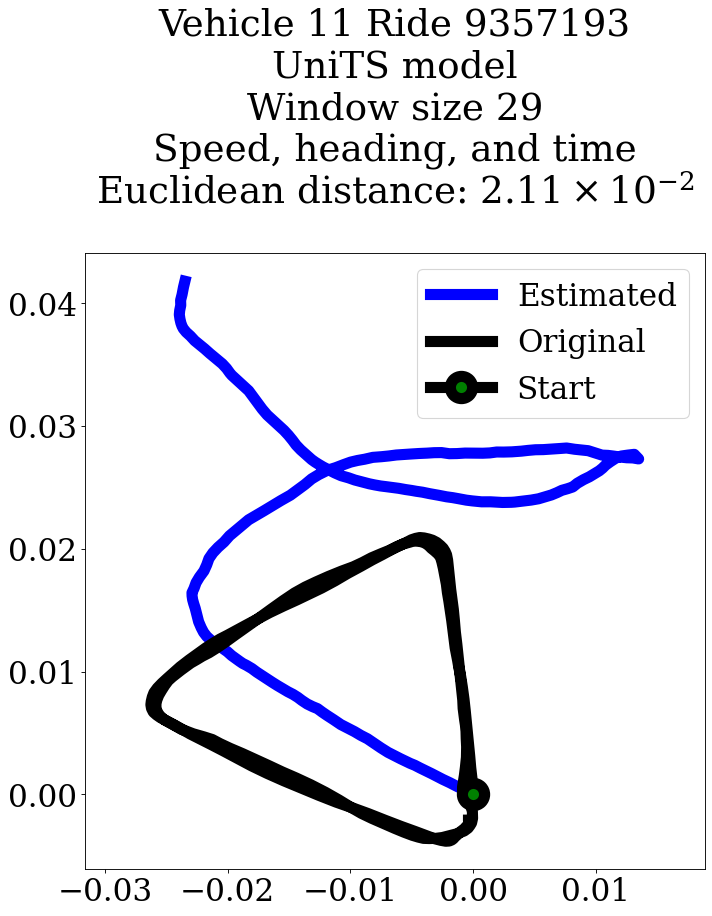 Vehicle 11 Ride 9357193
UniTS model
Window size 29
Speed, heading, and time
Euclidean distance: 2.11 × 10⁻²
Estimated
Original
Start
0.04
0.03
0.02
0.01
0.00
−0.03 −0.02 −0.01 0.00 0.01